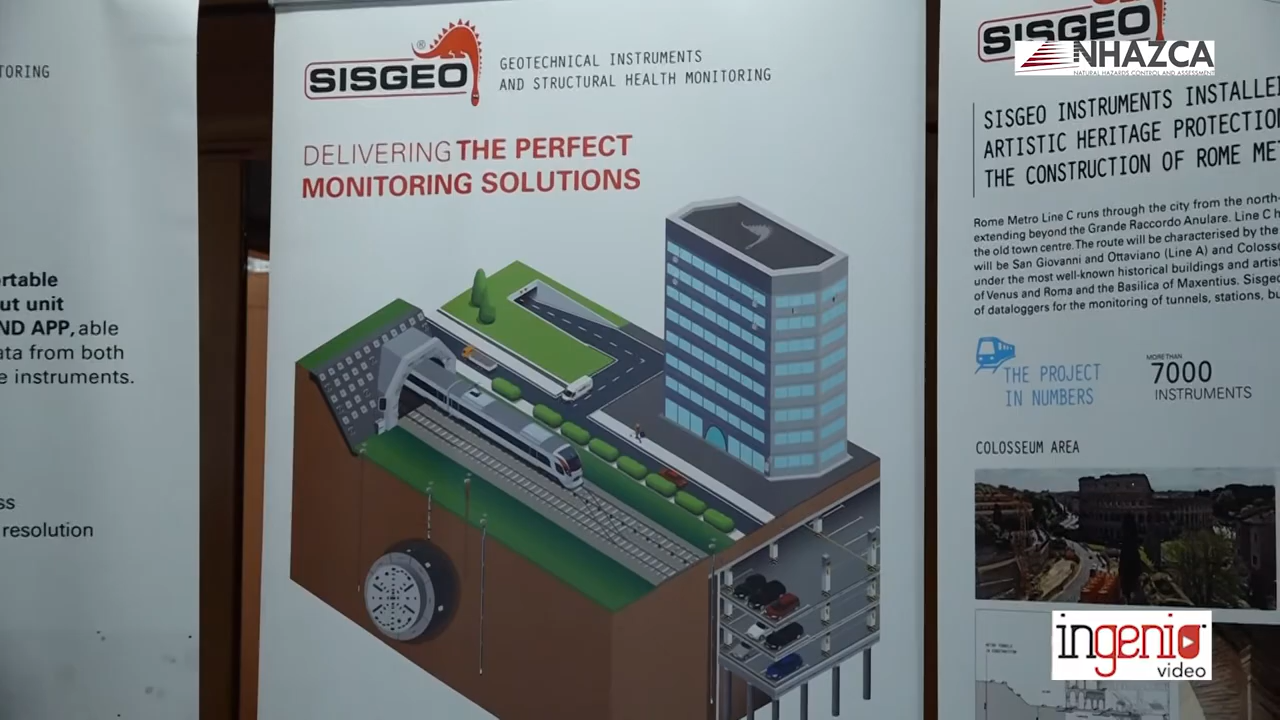 TORING
rtable
ut unit
ND APP, able
ata from both
e instruments.
ss
resolution
SISGEO
®
GEOTECHNICAL INSTRUMENTS
AND STRUCTURAL HEALTH MONITORING
DELIVERING THE PERFECT
MONITORING SOLUTIONS
SISGEO
NHAZCA
NATURAL HAZARDS CONTROL AND ASSESSMENT
SISGEO INSTRUMENTS INSTALLE
ARTISTIC HERITAGE PROTECTIO
THE CONSTRUCTION OF ROME ME
Rome Metro Line C runs through the city from the north-
extending beyond the Grande Raccordo Anulare. Line C h
the old town centre. The route will be characterised by the
will be San Giovanni and Ottaviano (Line A) and Coloss
under the most well-known historical buildings and artis
of Venus and Roma and the Basilica of Maxentius. Sisge
of dataloggers for the monitoring of tunnels, stations, bu
THE PROJECT
IN NUMBERS
MORE THAN
7000
INSTRUMENTS
COLOSSEUM AREA
ingenio
video